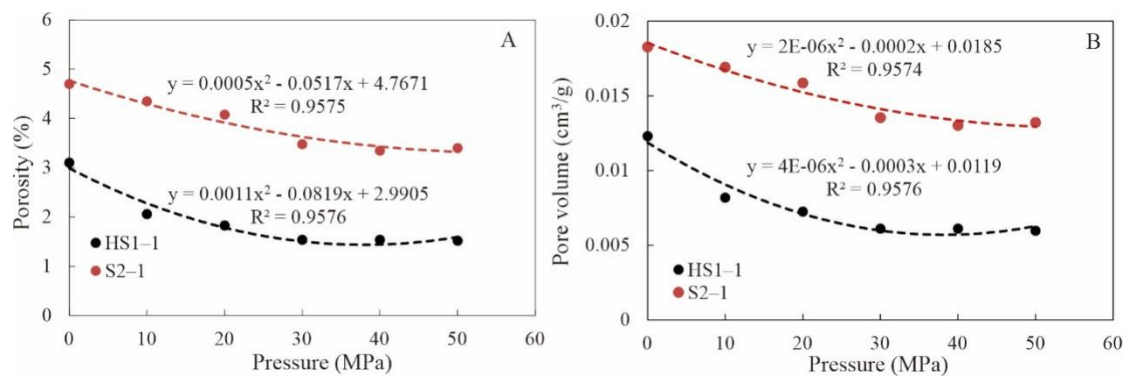 A
6
5
4
3
2
1
0
Porosity (%)
y = 0.0005x² - 0.0517x + 4.7671
R² = 0.9575
y = 0.0011x² - 0.0819x + 2.9905
R² = 0.9576
HS1–1
S2–1
0 10 20 30 40 50 60
Pressure (MPa)
B
0.02
0.015
0.01
0.005
0
Pore volume (cm³/g)
y = 2E-06x² - 0.0002x + 0.0185
R² = 0.9574
y = 4E-06x² - 0.0003x + 0.0119
R² = 0.9576
HS1–1
S2–1
0 10 20 30 40 50 60
Pressure (MPa)